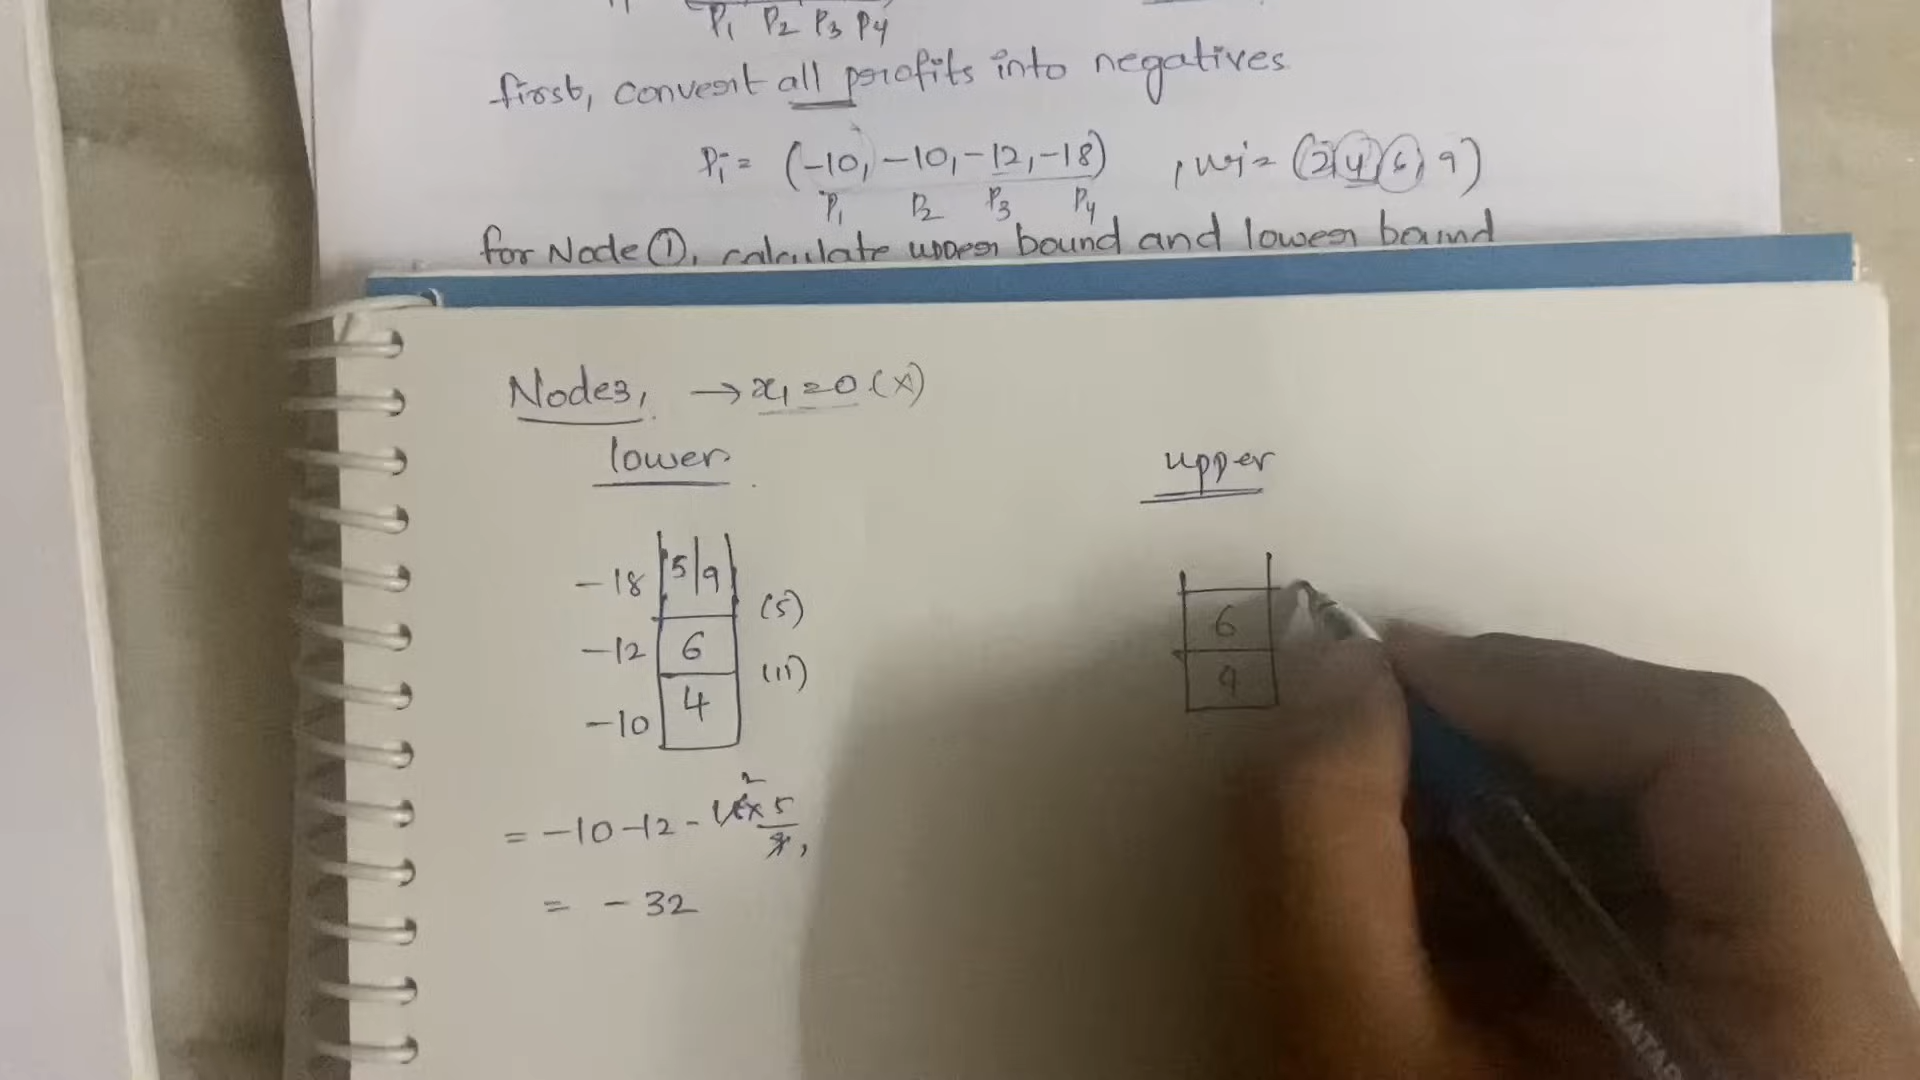 P1 P2 P3 P4
first, convert all profits into negatives
Pi = (-10, -10, -12, -18) , wi = (2, 4, 6, 9)
P1 P2 P3 P4
for Node ①, calculate upper bound and lower bound
Node3, → x1 = 0 (x)
lower upper
-18 5/9
(5)
-12 6 6
(11)
-10 4 9
= -10 -12 - 18 x 5 / 9 2
= -32
NATARAJ